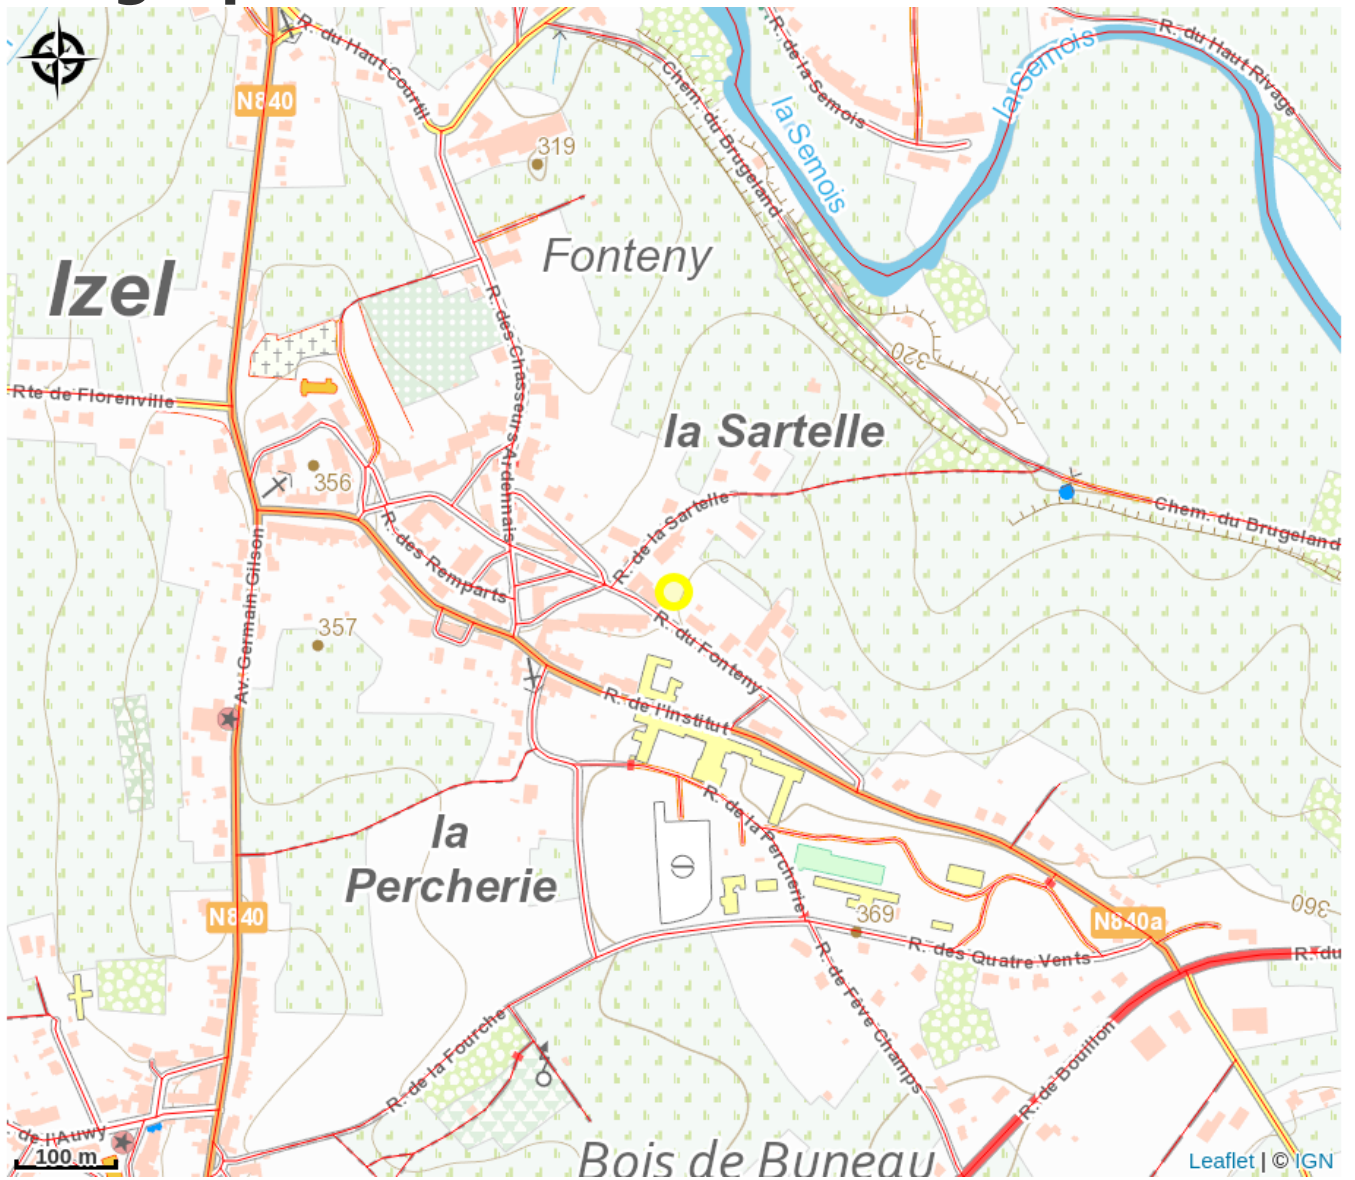 R. du Haut Courtil
N840
319
Chem. du Brugeland
R. de la Semois
la Semois
la Semois
R. du Haut Rivage
Izel
Fonteny
R. des Chasseurs Ardennais
320
Rte de Florenville
la Sartelle
356
R. de la Sartelle
Chem. du Brugeland
R. des Remparts
Av. Germain Gilson
357
R. du Fonteny
R. de l'Institut
la
Percherie
R. de la Percherie
N840
369
360
N840a
R. des Quatre Vents
R. du
R. de Fève Champs
R. de la Fourche
R. de Bouillon
de l'Auwy
100 m
Bois de Buneau
Leaflet | © IGN